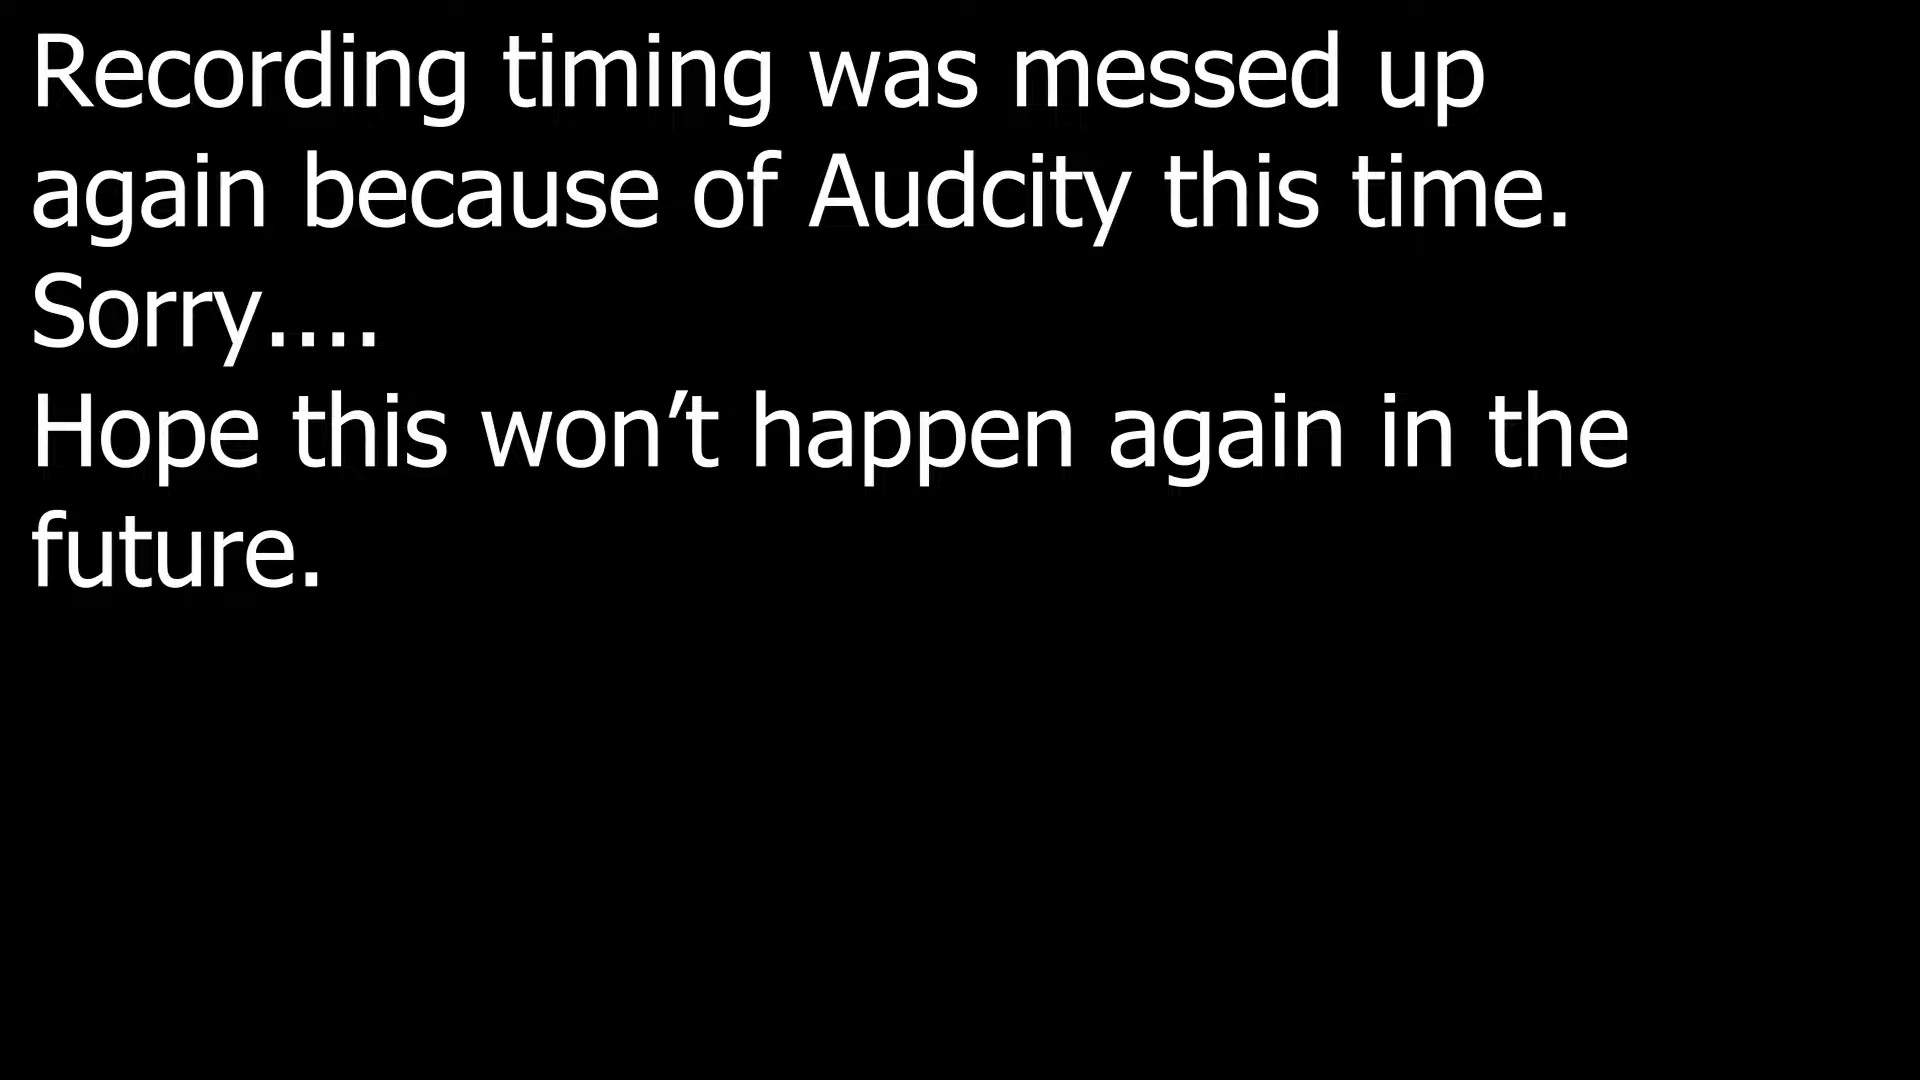 Recording timing was messed up
again because of Audcity this time.
Sorry....
Hope this won’t happen again in the
future.